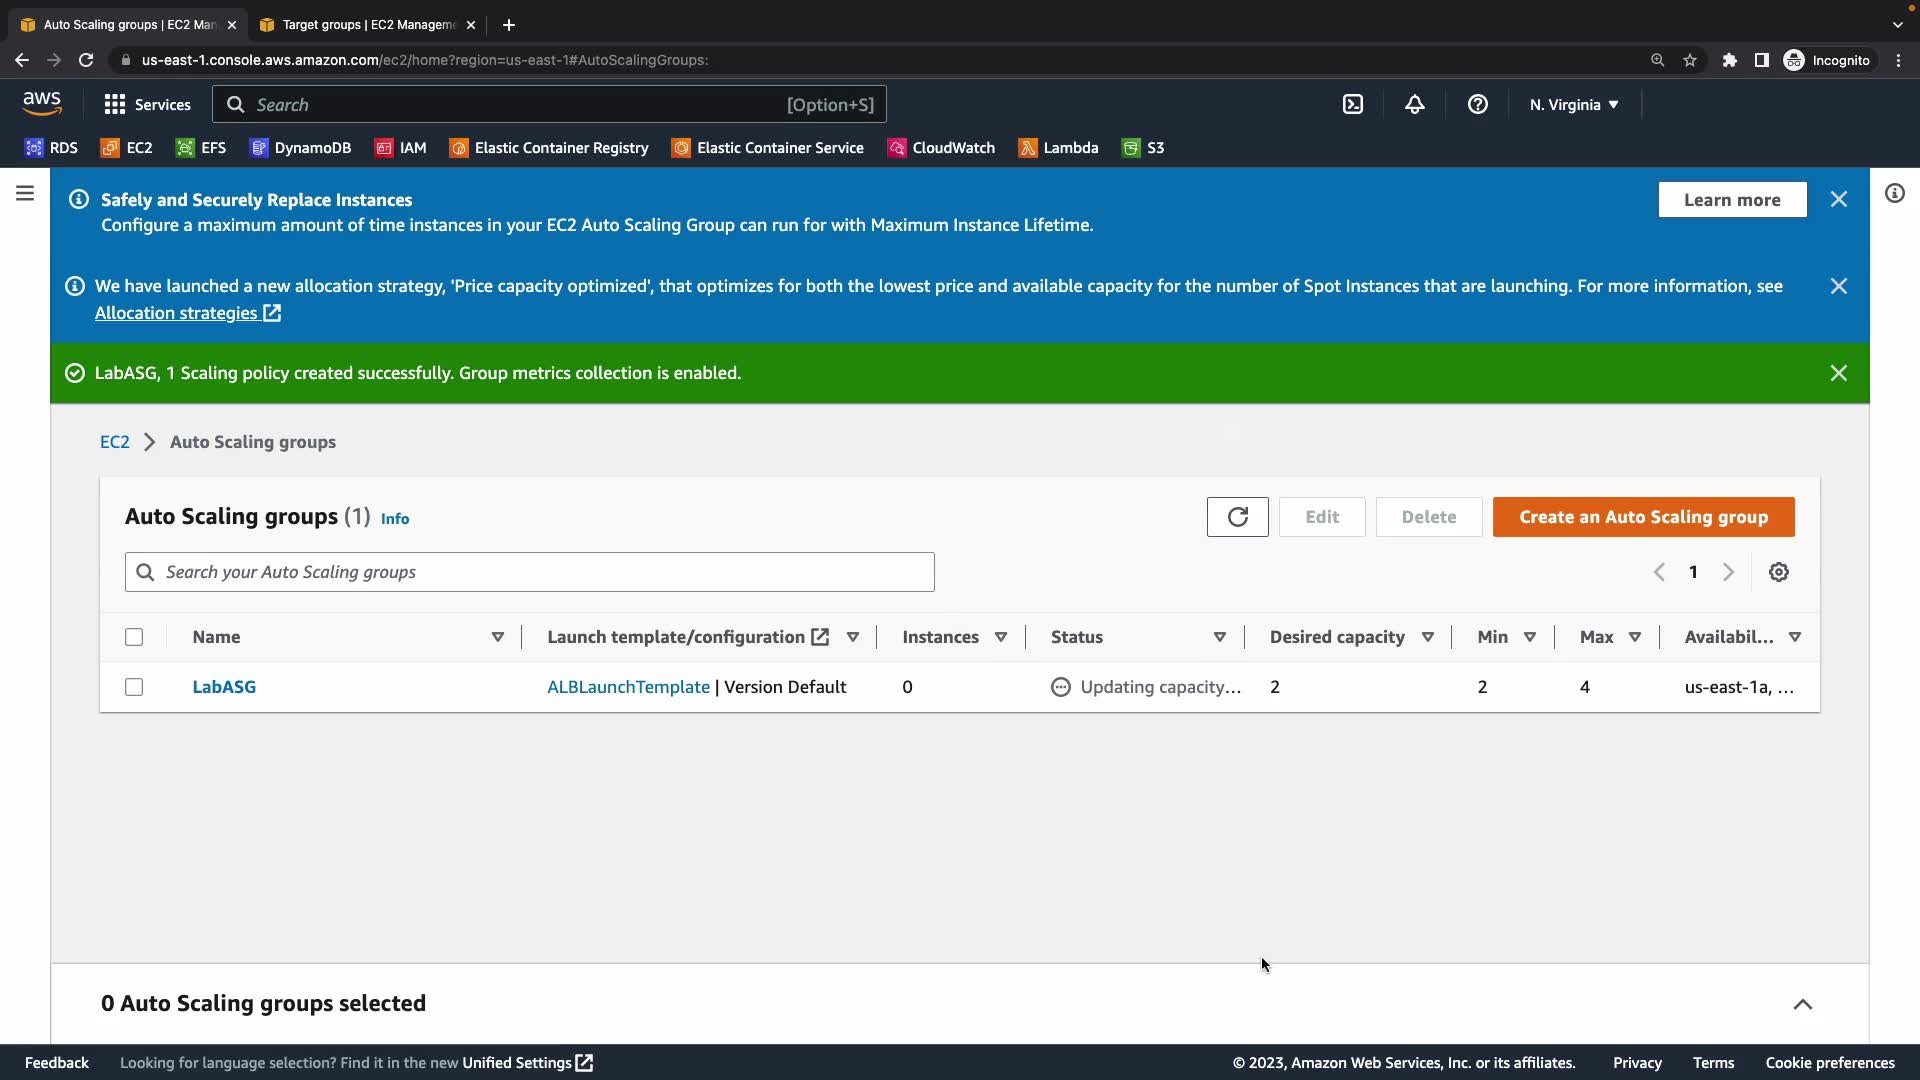 Auto Scaling groups | EC2 Man
Target groups | EC2 Manageme
us-east-1.console.aws.amazon.com/ec2/home?region=us-east-1#AutoScalingGroups:
Incognito
aws
Services
Search
[Option+S]
N. Virginia
RDS
EC2
EFS
DynamoDB
IAM
Elastic Container Registry
Elastic Container Service
CloudWatch
Lambda
S3
Safely and Securely Replace Instances
Configure a maximum amount of time instances in your EC2 Auto Scaling Group can run for with Maximum Instance Lifetime.
Learn more
We have launched a new allocation strategy, 'Price capacity optimized', that optimizes for both the lowest price and available capacity for the number of Spot Instances that are launching. For more information, see
Allocation strategies
LabASG, 1 Scaling policy created successfully. Group metrics collection is enabled.
EC2
Auto Scaling groups
Auto Scaling groups (1) Info
Edit
Delete
Create an Auto Scaling group
Search your Auto Scaling groups
1
Name
Launch template/configuration
Instances
Status
Desired capacity
Min
Max
Availabil...
LabASG
ALBLaunchTemplate | Version Default
0
Updating capacity...
2
2
4
us-east-1a, ...
0 Auto Scaling groups selected
Feedback
Looking for language selection? Find it in the new Unified Settings
© 2023, Amazon Web Services, Inc. or its affiliates.
Privacy
Terms
Cookie preferences